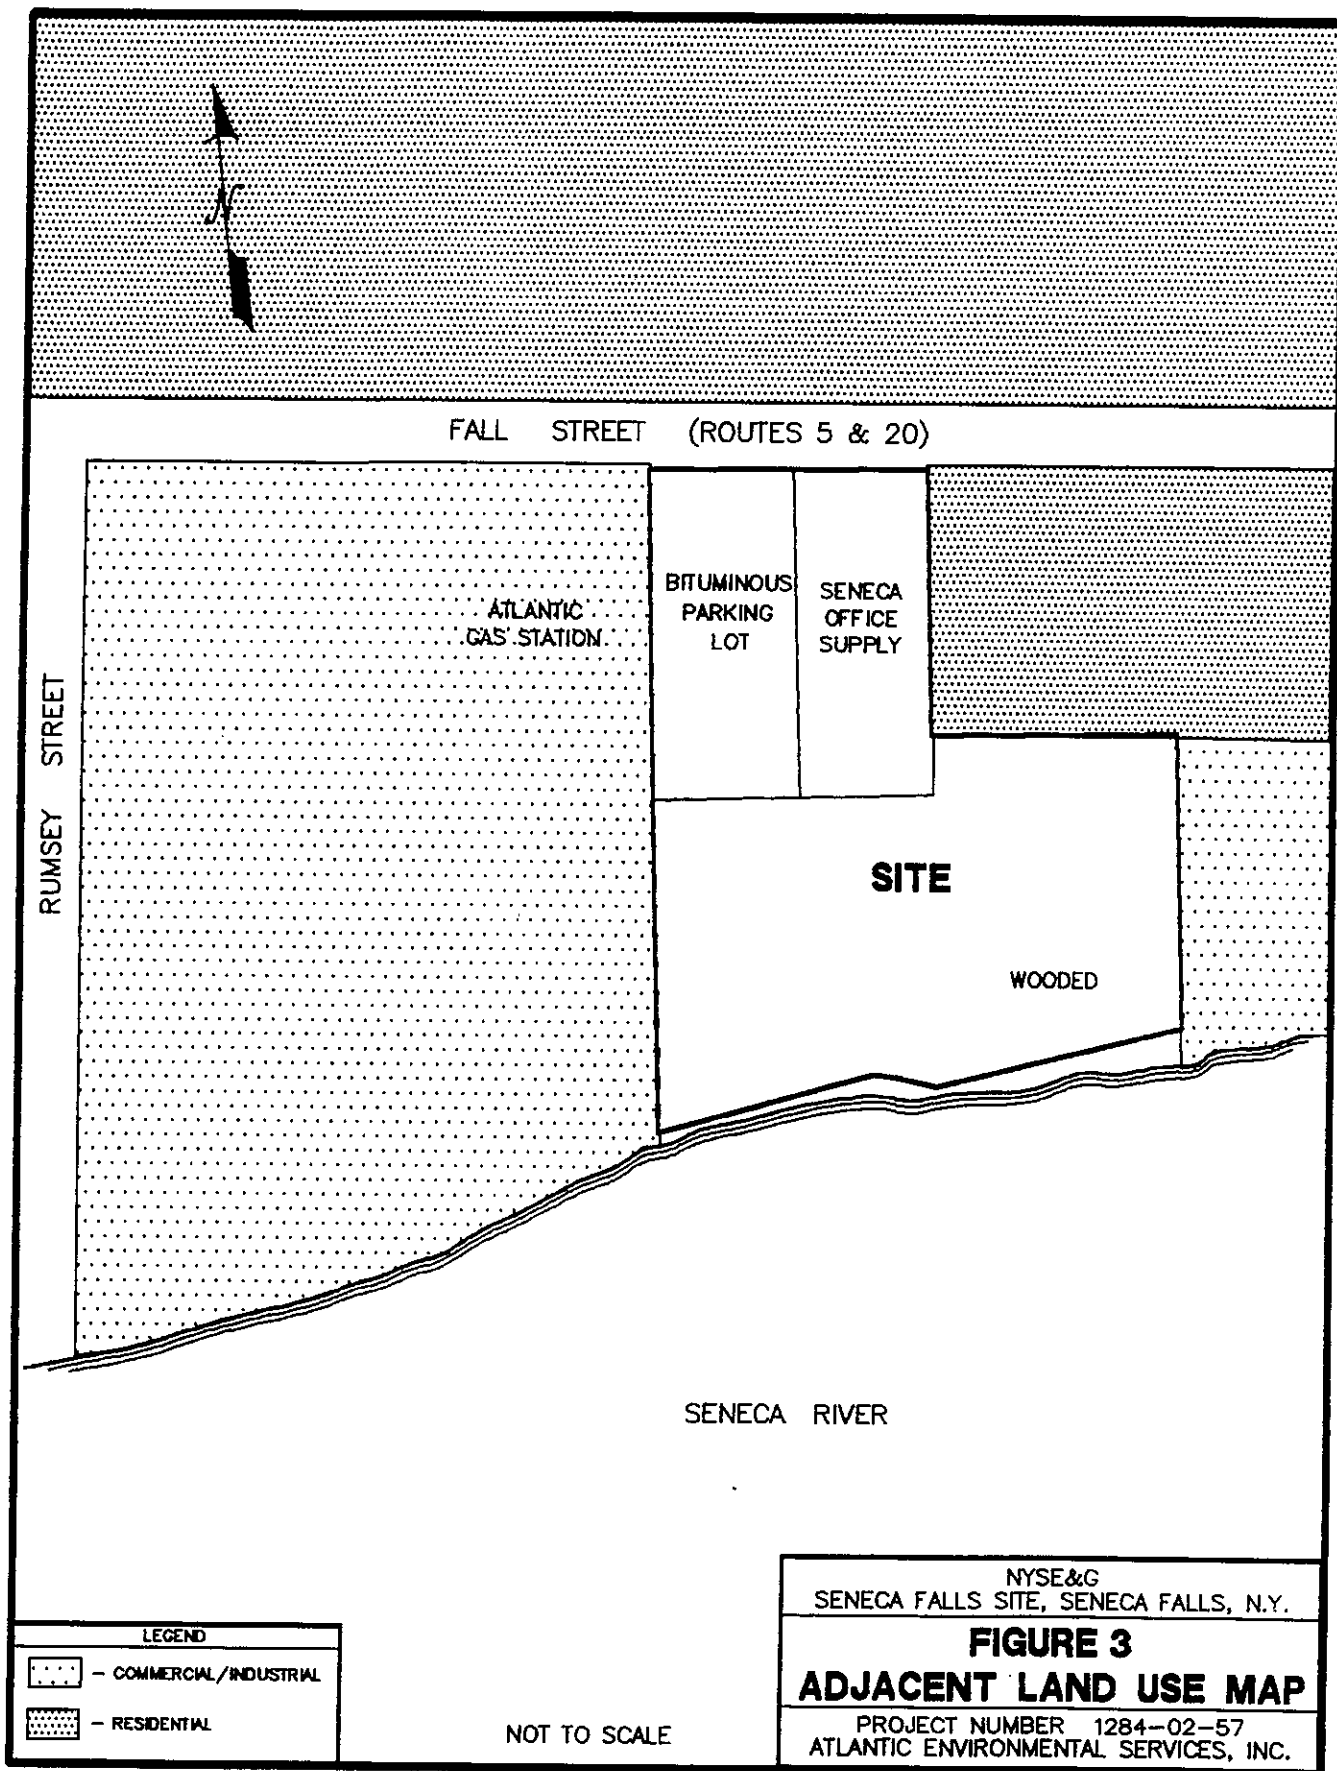 N
FALL STREET (ROUTES 5 & 20)
ATLANTIC
GAS STATION
BITUMINOUS
PARKING
LOT
SENECA
OFFICE
SUPPLY
RUMSEY STREET
SITE
WOODED
SENECA RIVER
LEGEND
- COMMERCIAL/INDUSTRIAL
- RESIDENTIAL
NOT TO SCALE
NYSE&G
SENECA FALLS SITE, SENECA FALLS, N.Y.
FIGURE 3
ADJACENT LAND USE MAP
PROJECT NUMBER 1284-02-57
ATLANTIC ENVIRONMENTAL SERVICES, INC.